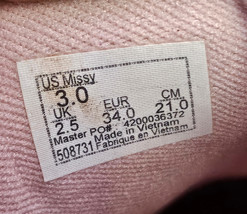 US Missy
3.0
UK EUR CM
2.5 34.0 21.0
Master PO# 4200036372
Made in Vietnam
508731 Fabrique en Vietnam